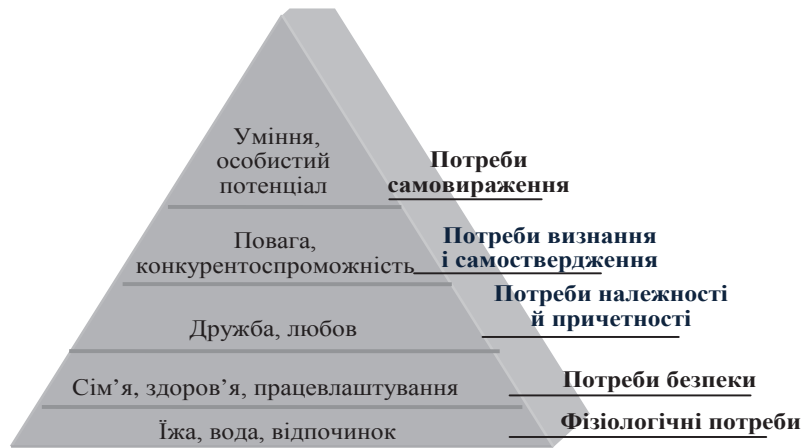 Уміння,
особистий
потенціал
Потреби
самовираження
Повага,
конкурентоспроможність
Потреби визнання
і самоствердження
Дружба, любов
Потреби належності
й причетності
Сім’я, здоров’я, працевлаштування
Потреби безпеки
Їжа, вода, відпочинок
Фізіологічні потреби